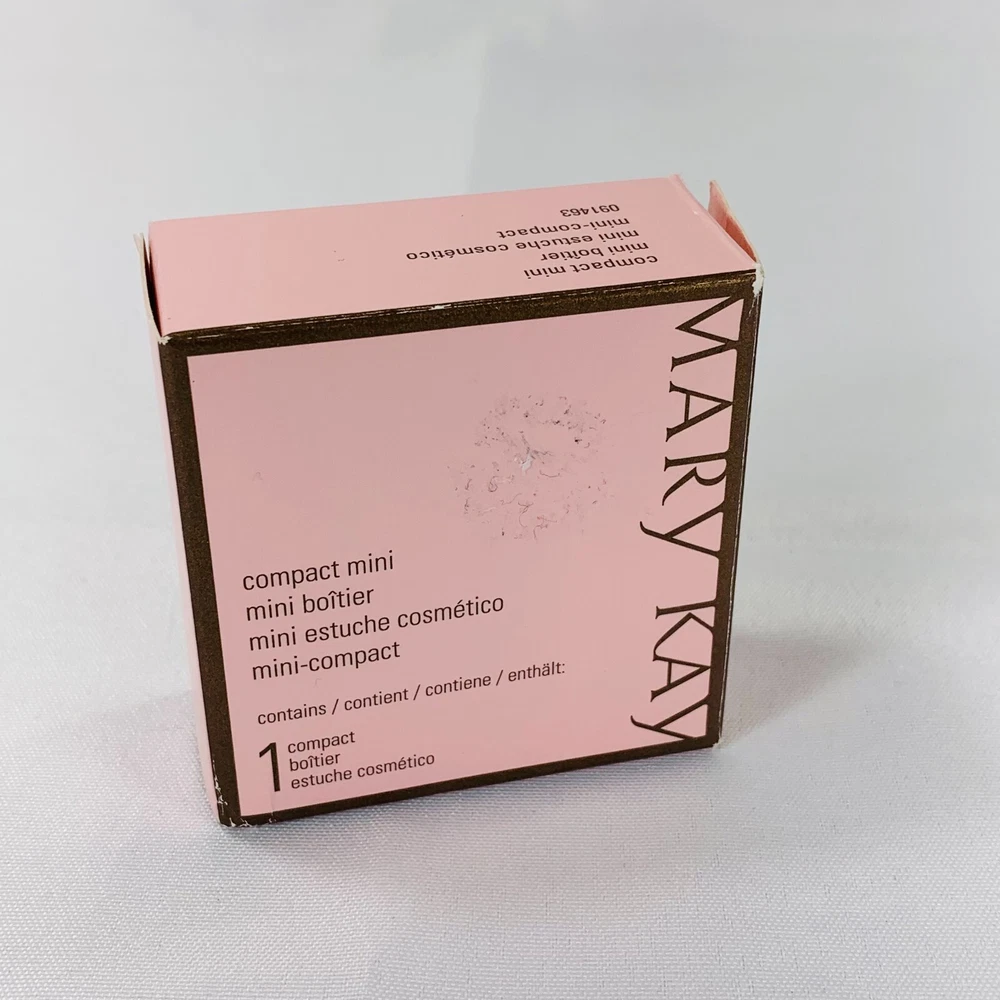 compact mini
mini boîtier
mini estuche cosmético
mini-compact
091463
MARY KAY
compact mini
mini boîtier
mini estuche cosmético
mini-compact
contains / contient / contiene / enthält:
1 compact
boîtier
estuche cosmético